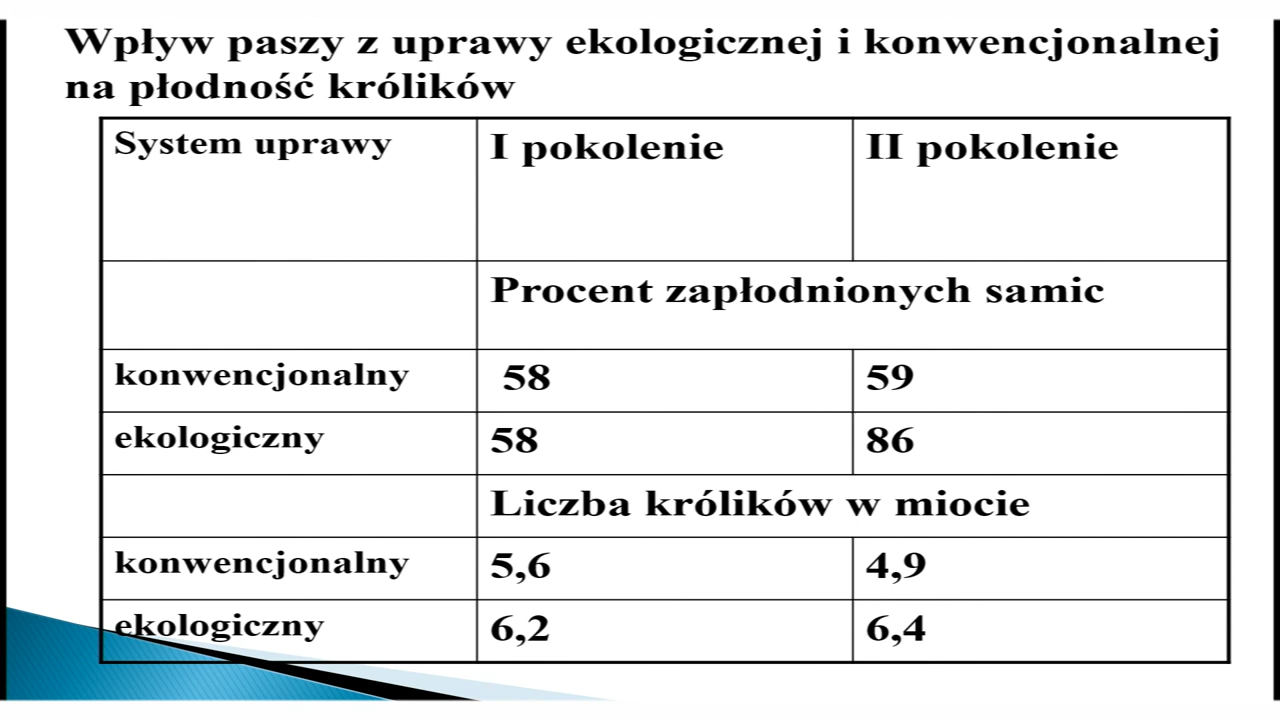 Wpływ paszy z uprawy ekologicznej i konwencjonalnej
na płodność królików
System uprawy I pokolenie II pokolenie
Procent zapłodnionych samic
konwencjonalny 58 59
ekologiczny 58 86
Liczba królików w miocie
konwencjonalny 5,6 4,9
ekologiczny 6,2 6,4